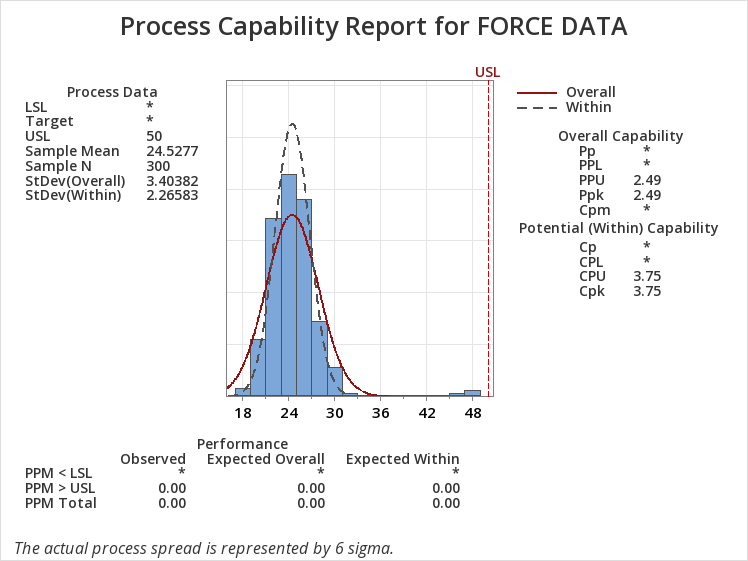 Process Capability Report for FORCE DATA
USL
Process Data
LSL *
Target *
USL 50
Sample Mean 24.5277
Sample N 300
StDev(Overall) 3.40382
StDev(Within) 2.26583
Overall
Within
Overall Capability
Pp *
PPL *
PPU 2.49
Ppk 2.49
Cpm *
Potential (Within) Capability
Cp *
CPL *
CPU 3.75
Cpk 3.75
18 24 30 36 42 48
Performance
Observed Expected Overall Expected Within
PPM < LSL * * *
PPM > USL 0.00 0.00 0.00
PPM Total 0.00 0.00 0.00
The actual process spread is represented by 6 sigma.